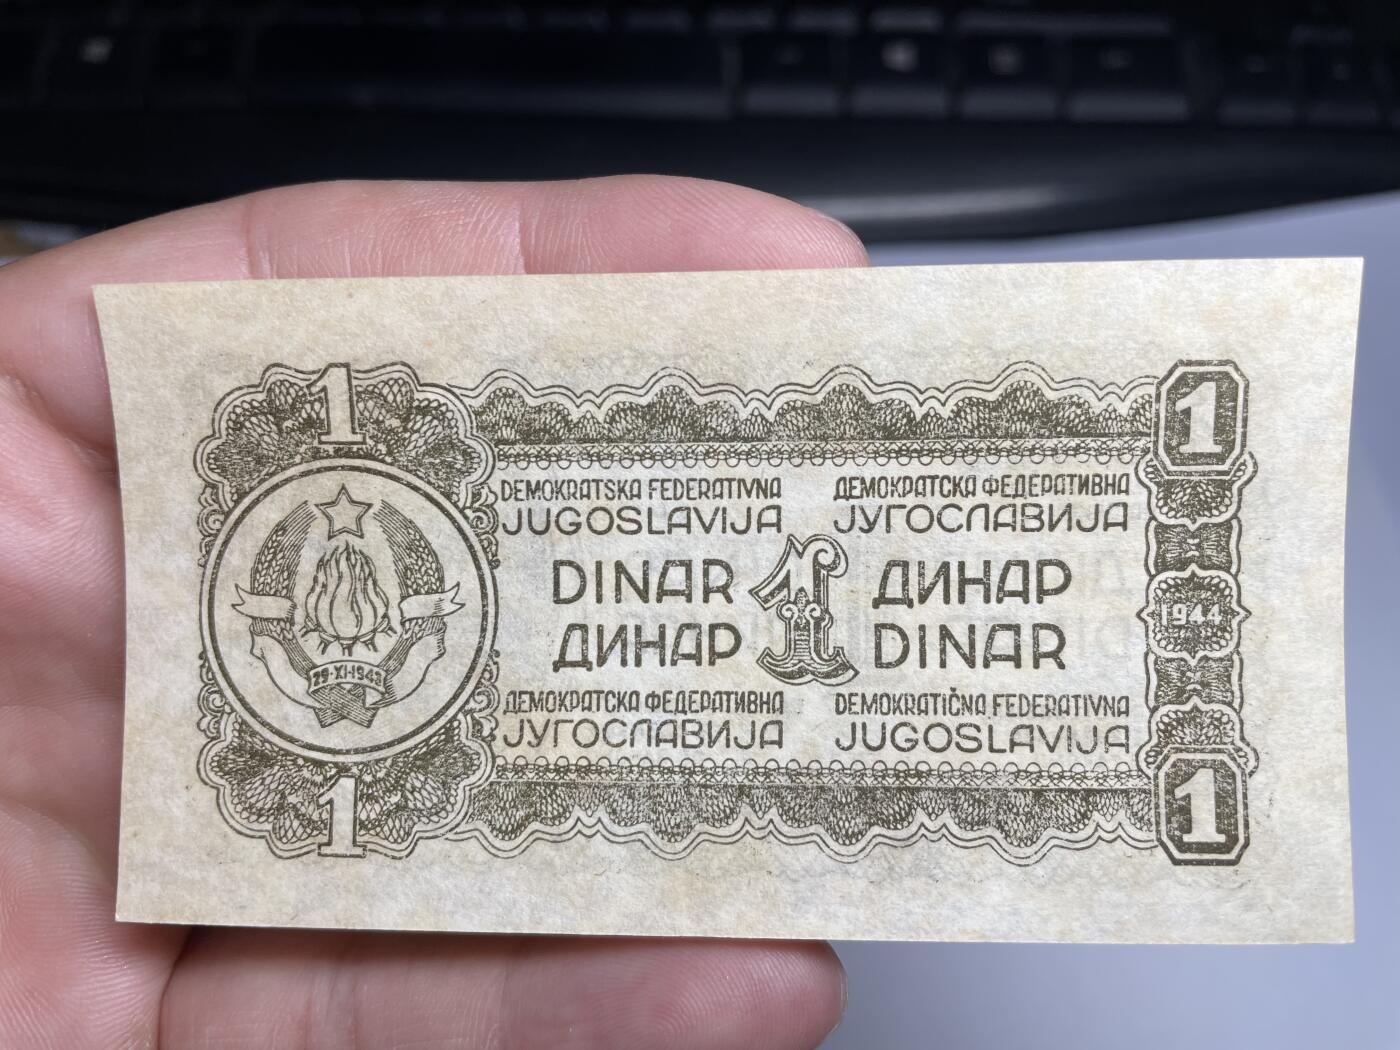 1
1
DEMOKRATSKA FEDERATIVNA
JUGOSLAVIJA
ДЕМОКРАТСКА ФЕДЕРАТИВНА
ЈУГОСЛАВИЈА
DINAR
ДИНАР
1
ДИНАР
DINAR
1944
29·XI·1943
ДЕМОКРАТСКА ФЕДЕРАТИВНА
ЈУГОСЛАВИЈА
DEMOKRATIČNA FEDERATIVNA
JUGOSLAVIJA
1
1